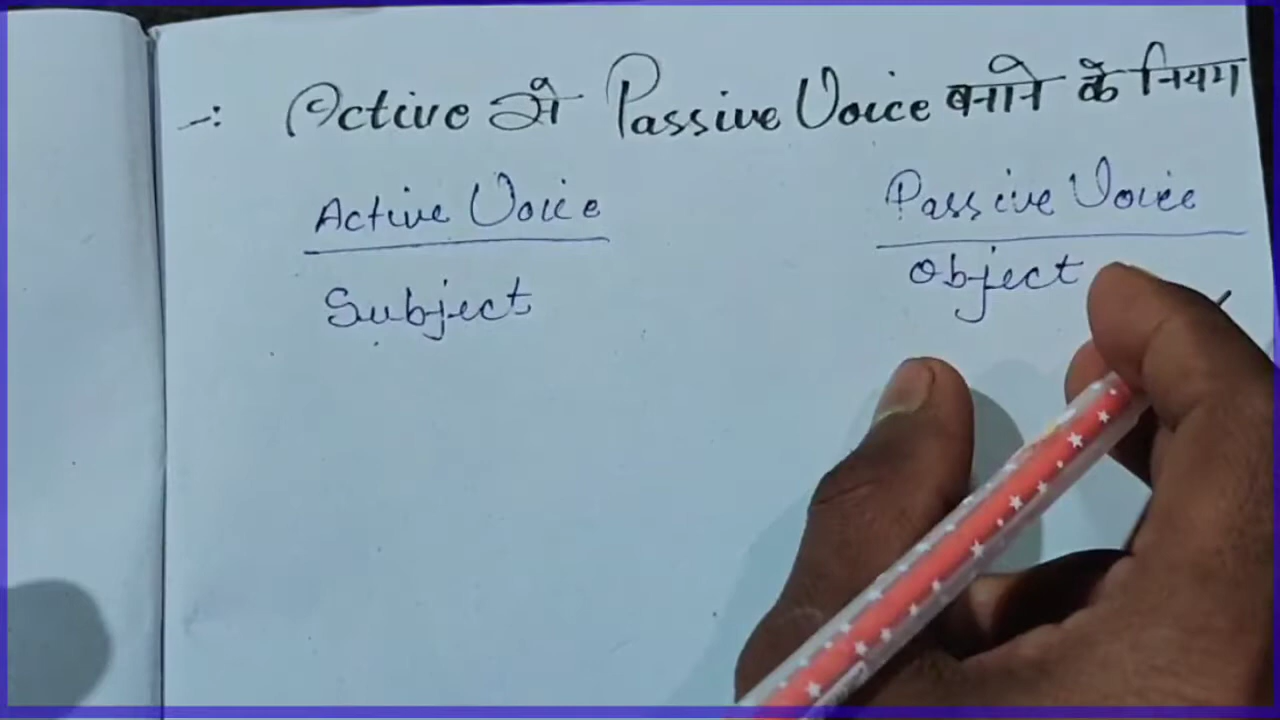 -: Active से Passive Voice बनाने के नियम
Active Voice Passive Voice
Subject Object